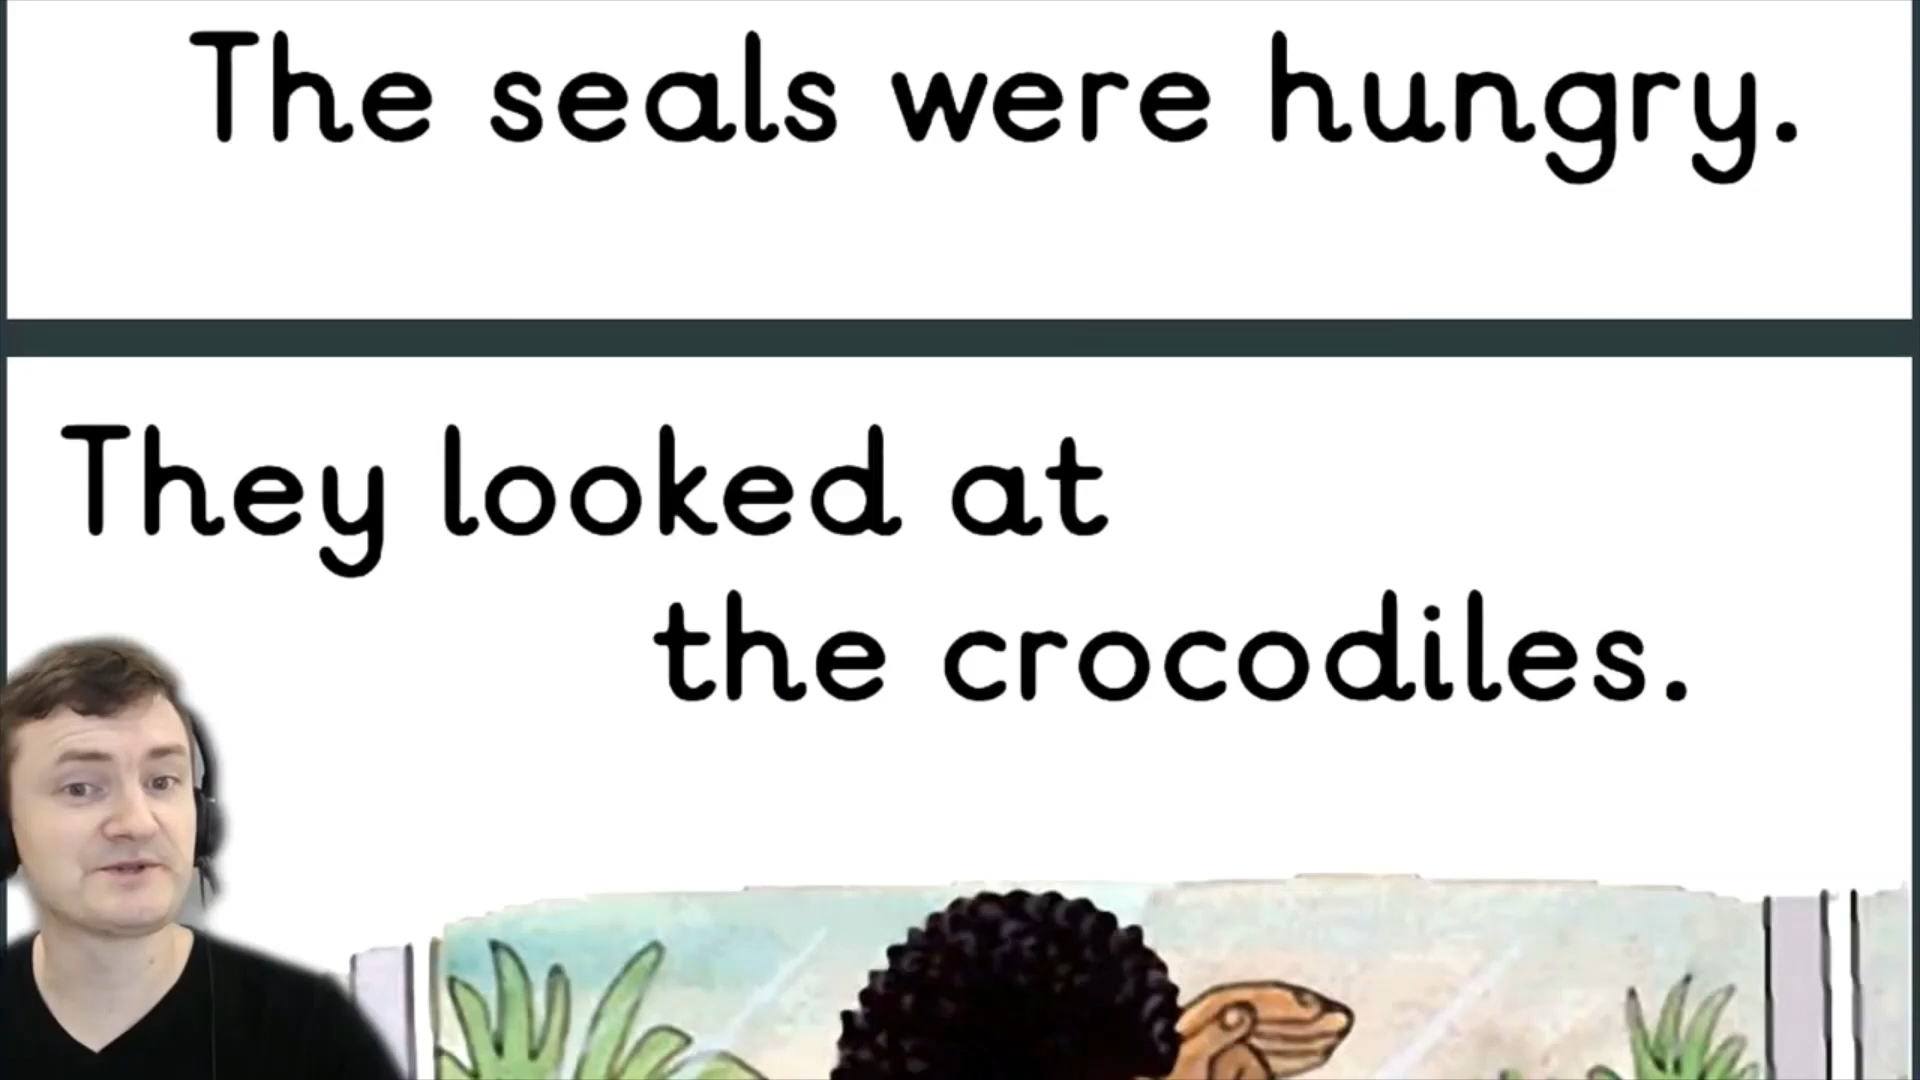 The seals were hungry.
They looked at
the crocodiles.